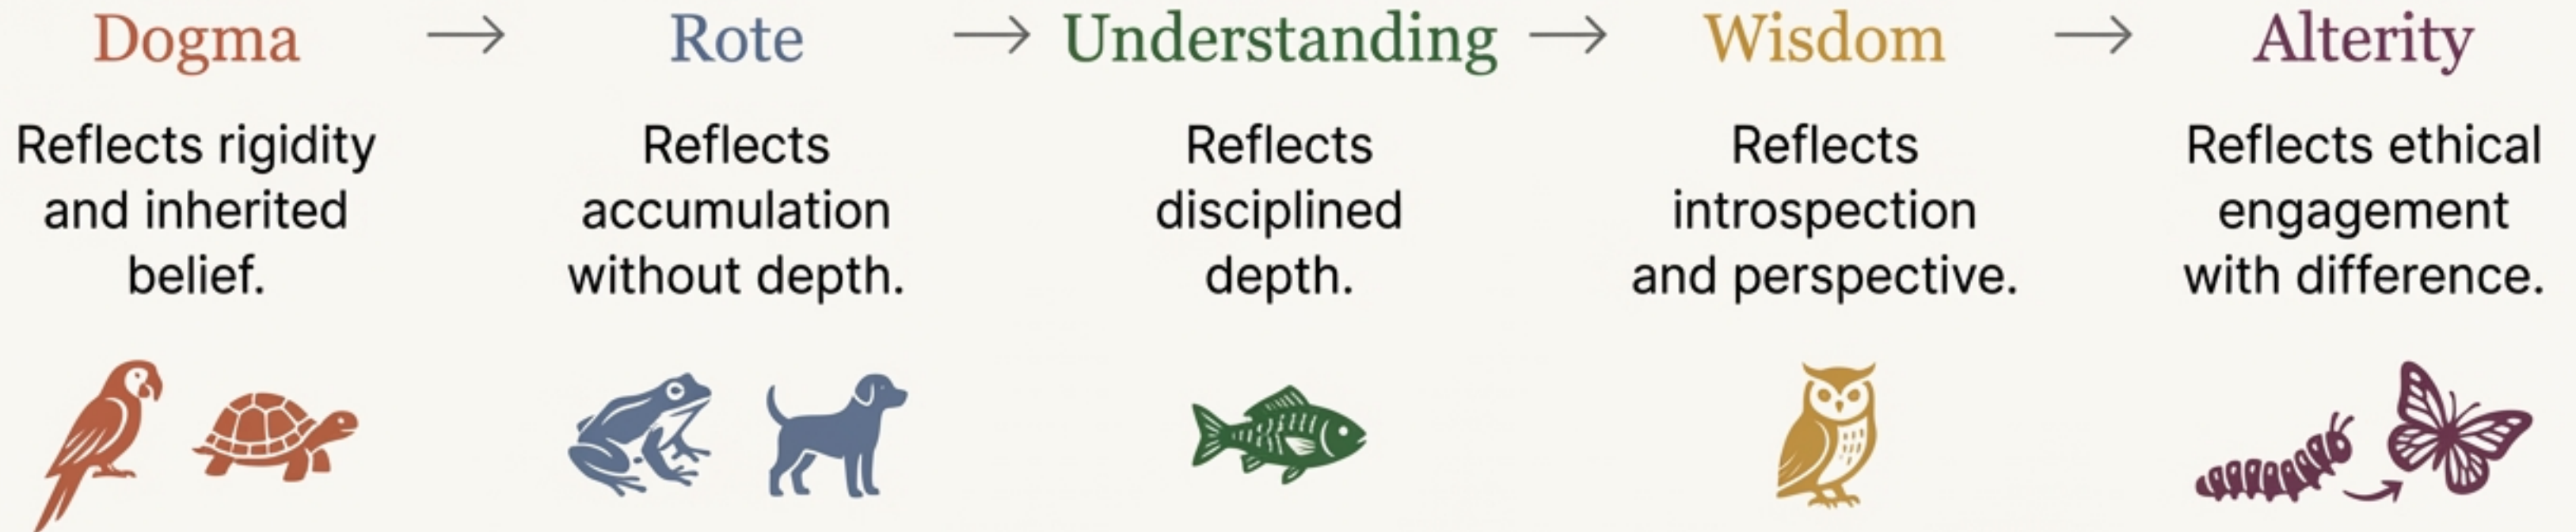 Dogma → Rote → Understanding → Wisdom → Alterity
Reflects rigidity
and inherited
belief.
Reflects
accumulation
without depth.
Reflects
disciplined
depth.
Reflects
introspection
and perspective.
Reflects ethical
engagement
with difference.